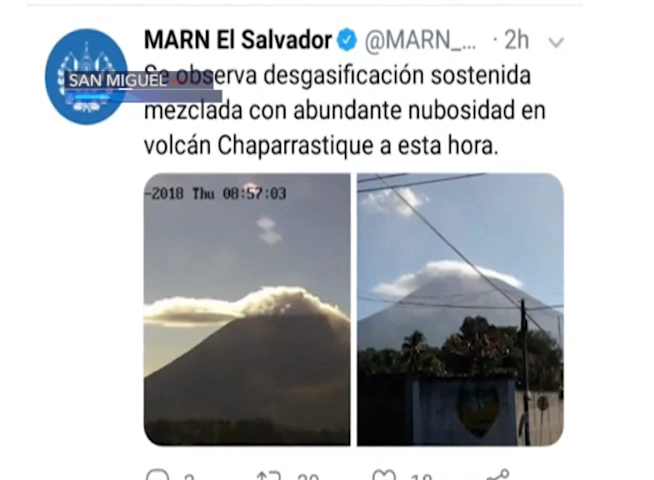 MARN El Salvador @MARN_... · 2h
SAN MIGUEL
Se observa desgasificación sostenida
mezclada con abundante nubosidad en
volcán Chaparrastique a esta hora.
-2018 Thu 08:57:03